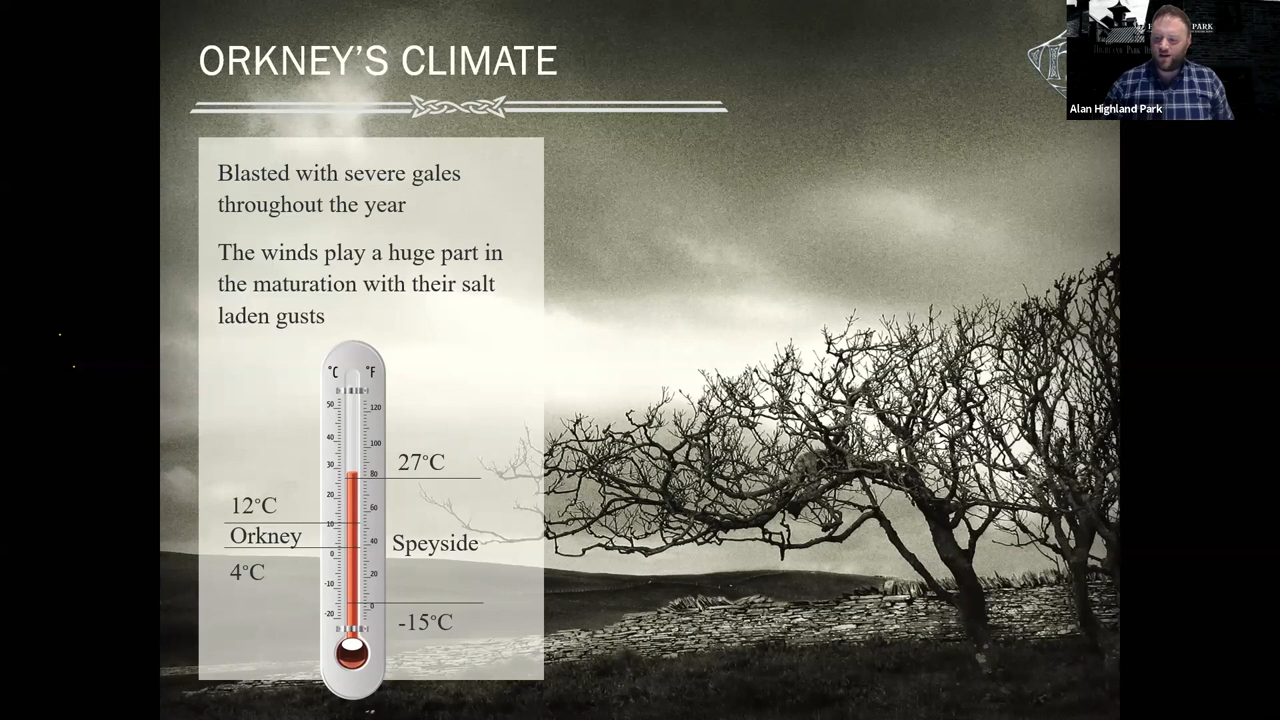 ORKNEY'S CLIMATE
Blasted with severe gales
throughout the year
The winds play a huge part in
the maturation with their salt
laden gusts
°C °F
50 120
40 100
30 80
20 60
10 40
0 20
-10 0
-20
27°C
12°C
Orkney
4°C
Speyside
-15°C
PARK
Alan Highland Park